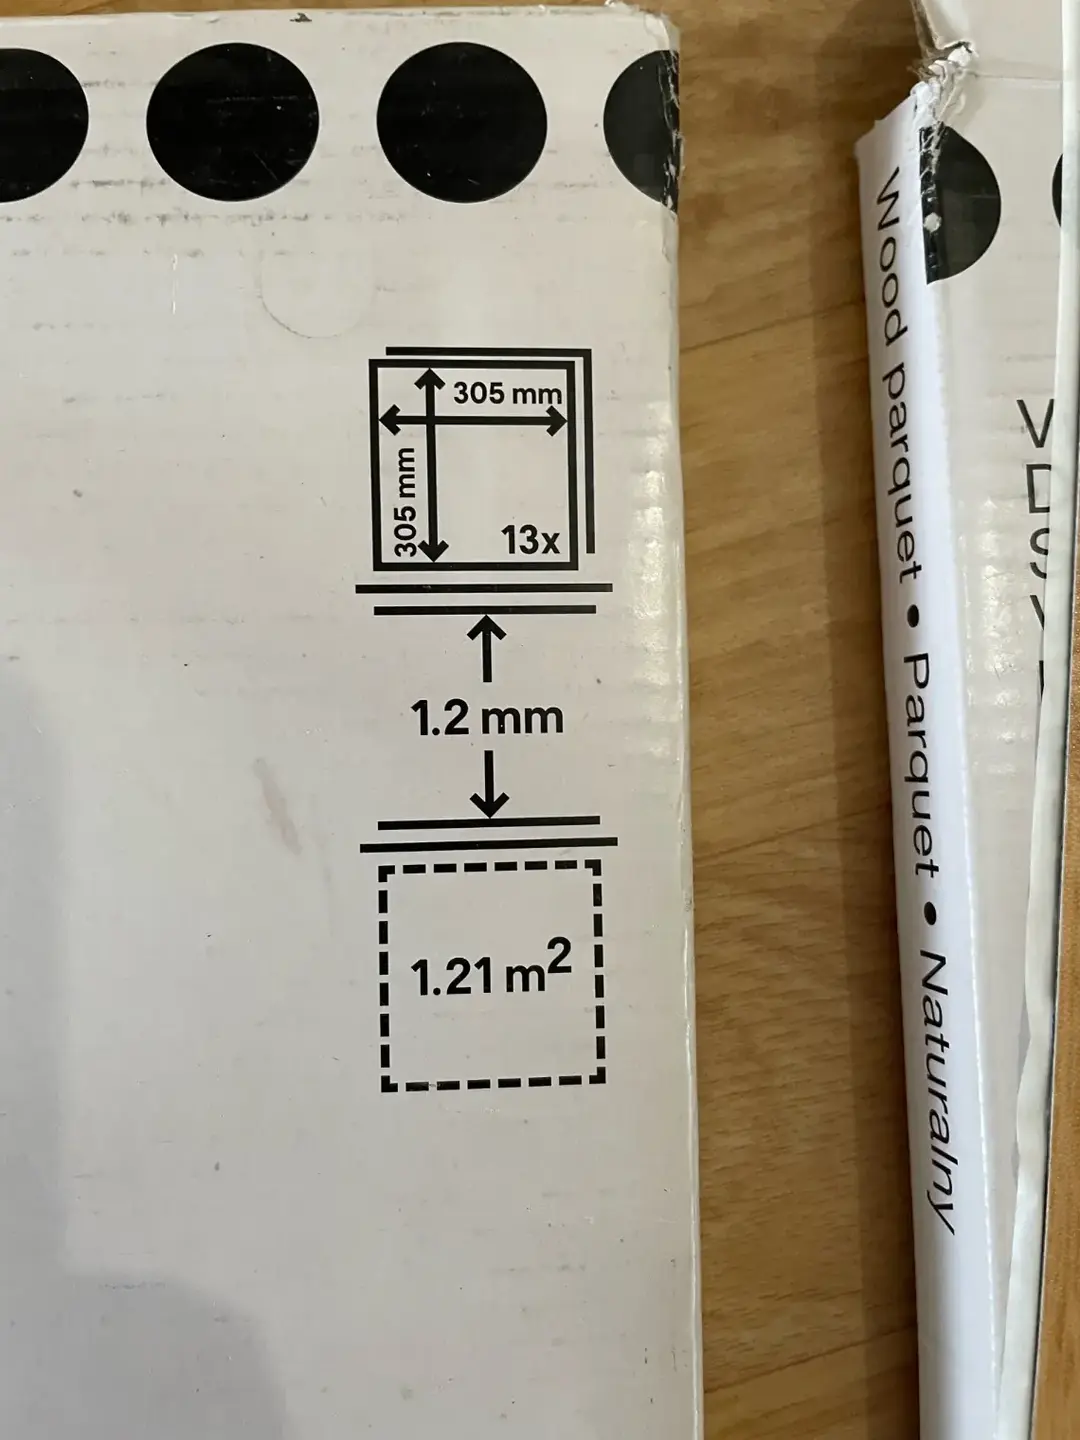 305 mm
305 mm
13x
1.2 mm
1.21 m²
Wood parquet • Parquet • Naturalny